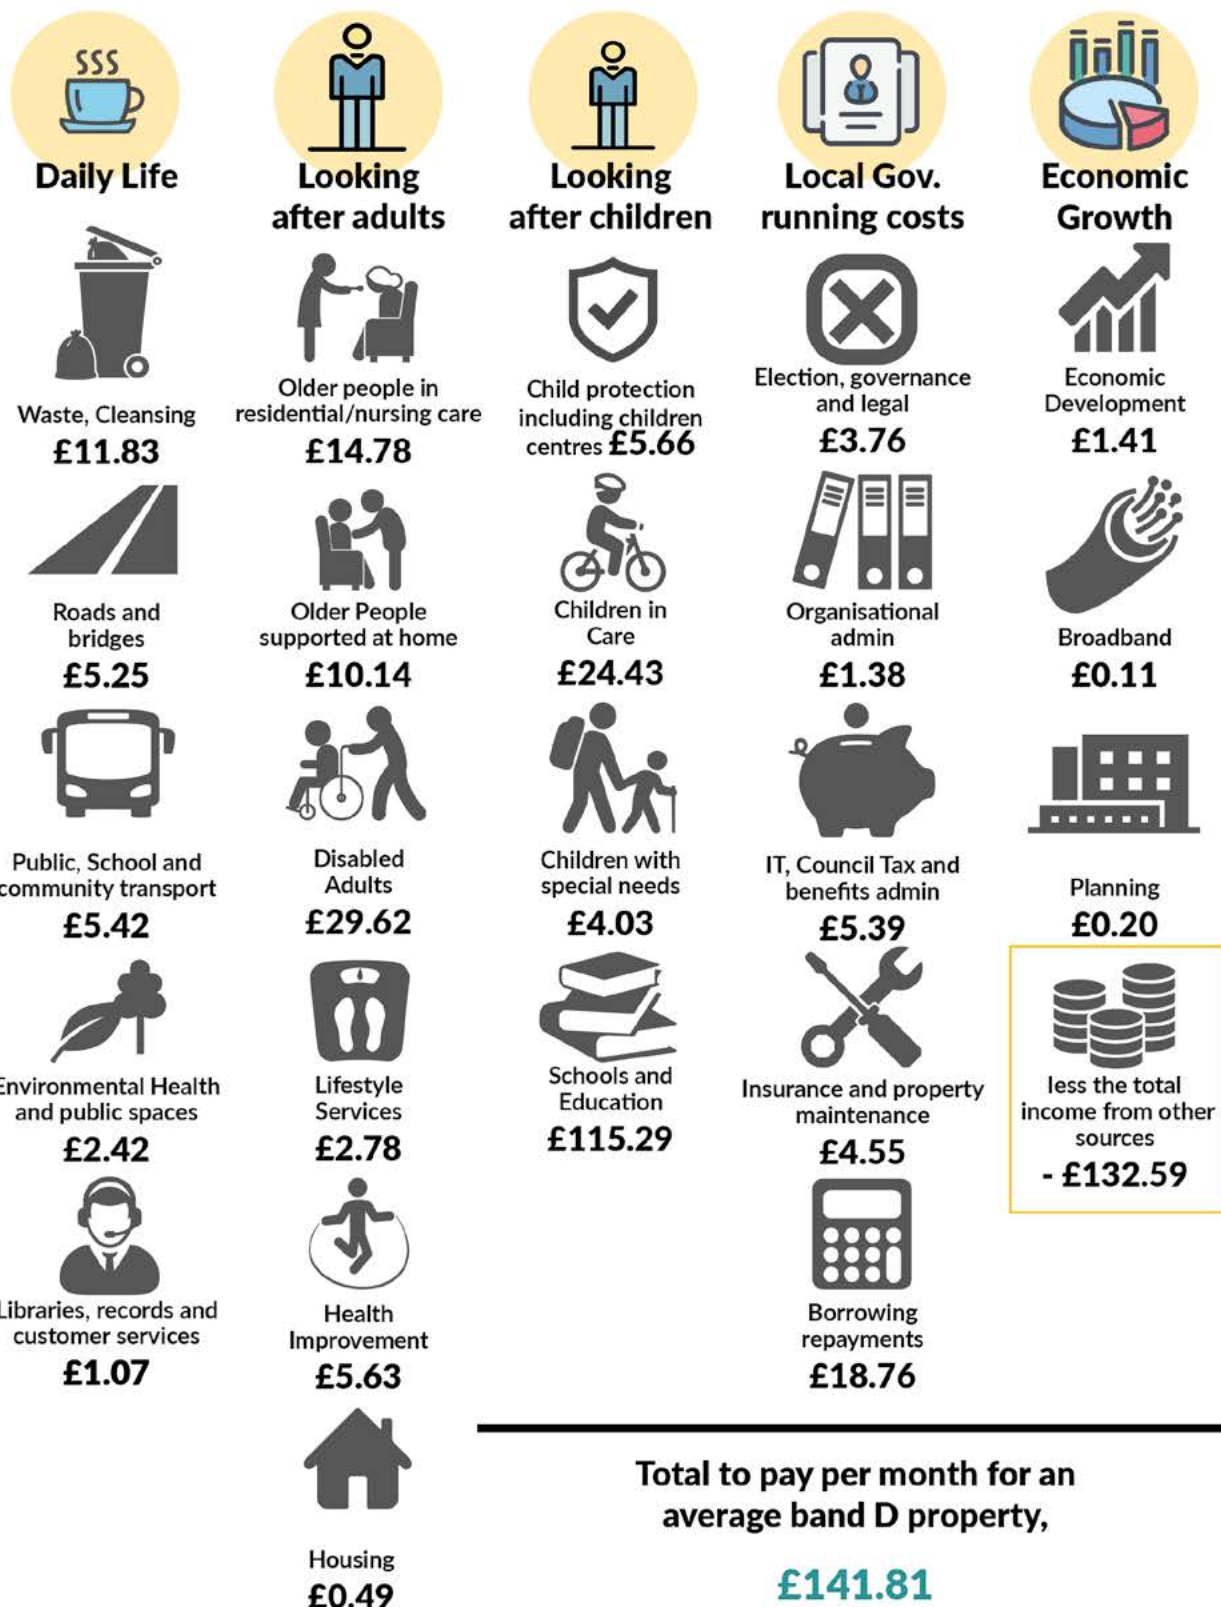 Daily Life
Waste, Cleansing
£11.83
Roads and
bridges
£5.25
Public, School and
community transport
£5.42
Environmental Health
and public spaces
£2.42
Libraries, records and
customer services
£1.07
Looking
after adults
Older people in
residential/nursing care
£14.78
Older People
supported at home
£10.14
Disabled
Adults
£29.62
Lifestyle
Services
£2.78
Health
Improvement
£5.63
Housing
£0.49
Looking
after children
Child protection
including children
centres £5.66
Children in
Care
£24.43
Children with
special needs
£4.03
Schools and
Education
£115.29
Local Gov.
running costs
Election, governance
and legal
£3.76
Organisational
admin
£1.38
IT, Council Tax and
benefits admin
£5.39
Insurance and property
maintenance
£4.55
Borrowing
repayments
£18.76
Economic
Growth
Economic
Development
£1.41
Broadband
£0.11
Planning
£0.20
less the total
income from other
sources
- £132.59
Total to pay per month for an
average band D property,
£141.81